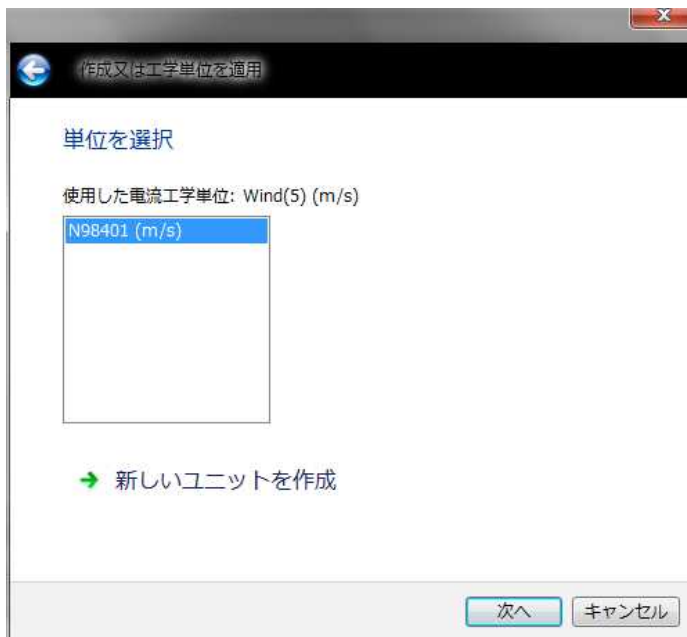 作成又は工学単位を適用
単位を選択
使用した電流工学単位: Wind(5) (m/s)
N98401 (m/s)
新しいユニットを作成
次へ
キャンセル